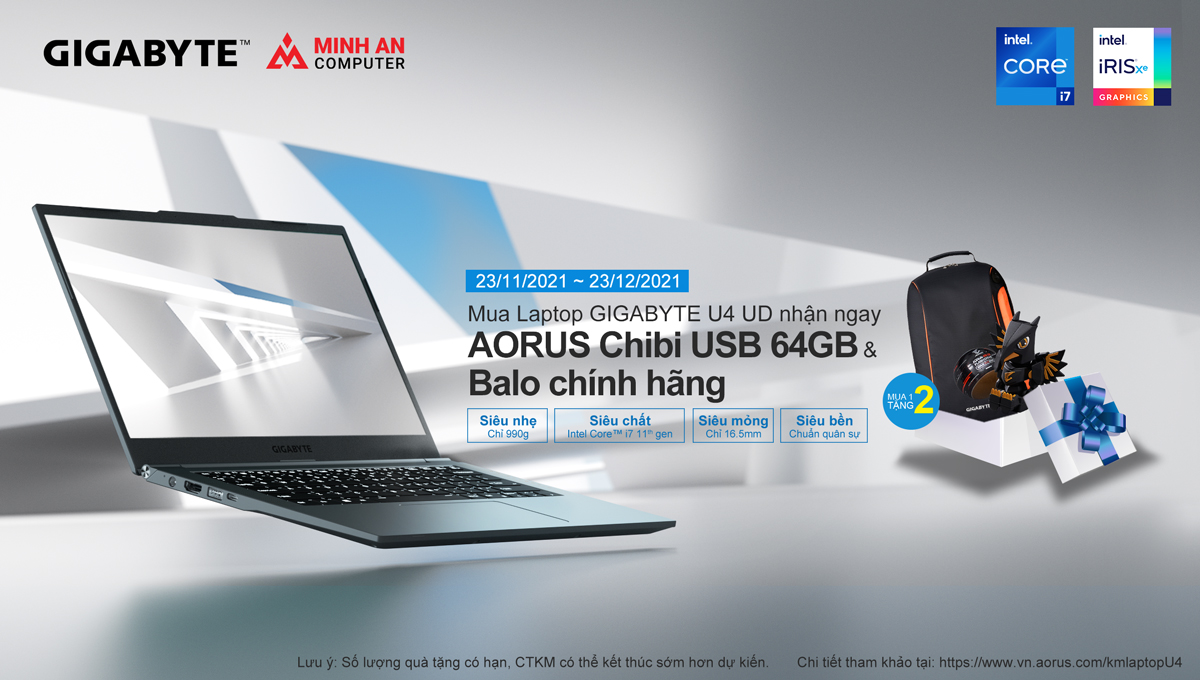 GIGABYTE™
MINH AN
COMPUTER
intel.
CORE
i7
intel.
iRISxe
GRAPHICS
23/11/2021 ~ 23/12/2021
Mua Laptop GIGABYTE U4 UD nhận ngay
AORUS Chibi USB 64GB &
Balo chính hãng
Siêu nhẹ
Chỉ 990g
Siêu chất
Intel Core™ i7 11th gen
Siêu mỏng
Chỉ 16.5mm
Siêu bền
Chuẩn quân sự
MUA 1
TẶNG 2
GIGABYTE
GIGABYTE
Lưu ý: Số lượng quà tặng có hạn, CTKM có thể kết thúc sớm hơn dự kiến.
Chi tiết tham khảo tại: https://www.vn.aorus.com/kmlaptopU4